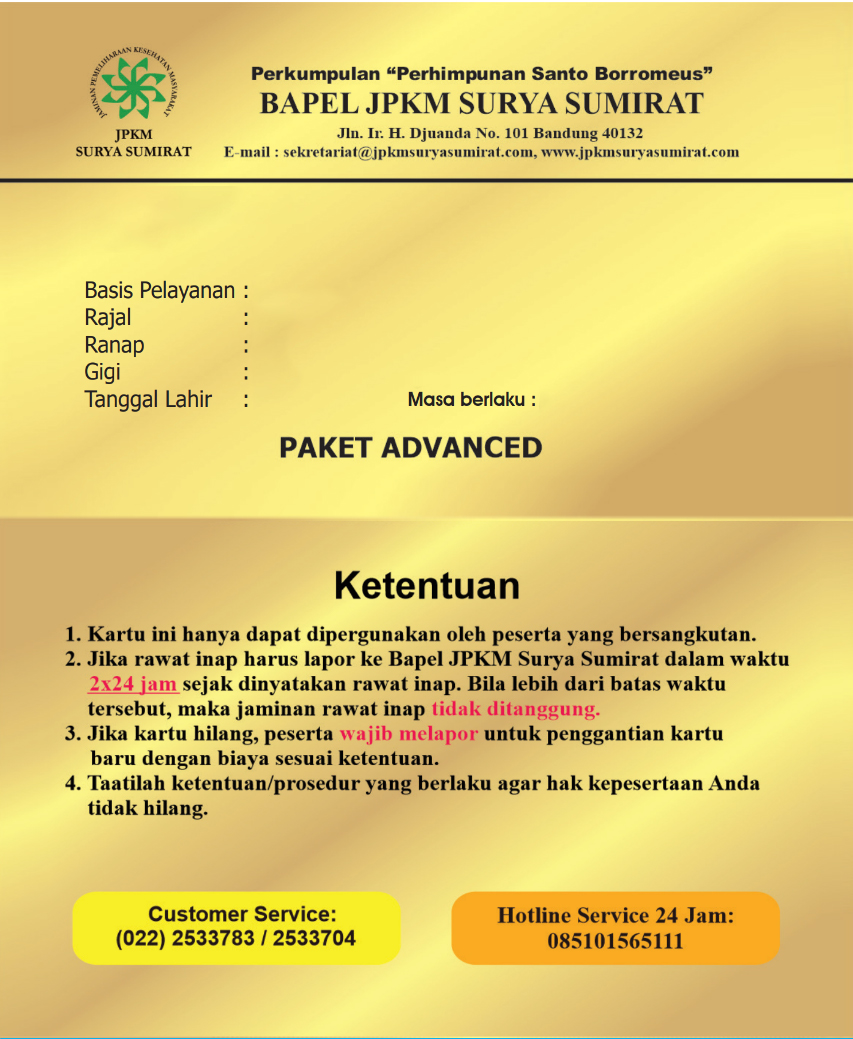 JAMINAN PEMELIHARAAN KESEHATAN MASYARAKAT
JPKM
SURYA SUMIRAT
Perkumpulan “Perhimpunan Santo Borromeus”
BAPEL JPKM SURYA SUMIRAT
Jln. Ir. H. Djuanda No. 101 Bandung 40132
E-mail : sekretariat@jpkmsuryasumirat.com, www.jpkmsuryasumirat.com
Basis Pelayanan :
Rajal :
Ranap :
Gigi :
Tanggal Lahir :
Masa berlaku :
PAKET ADVANCED
Ketentuan
1. Kartu ini hanya dapat dipergunakan oleh peserta yang bersangkutan.
2. Jika rawat inap harus lapor ke Bapel JPKM Surya Sumirat dalam waktu
2x24 jam sejak dinyatakan rawat inap. Bila lebih dari batas waktu
tersebut, maka jaminan rawat inap tidak ditanggung.
3. Jika kartu hilang, peserta wajib melapor untuk penggantian kartu
baru dengan biaya sesuai ketentuan.
4. Taatilah ketentuan/prosedur yang berlaku agar hak kepesertaan Anda
tidak hilang.
Customer Service:
(022) 2533783 / 2533704
Hotline Service 24 Jam:
085101565111